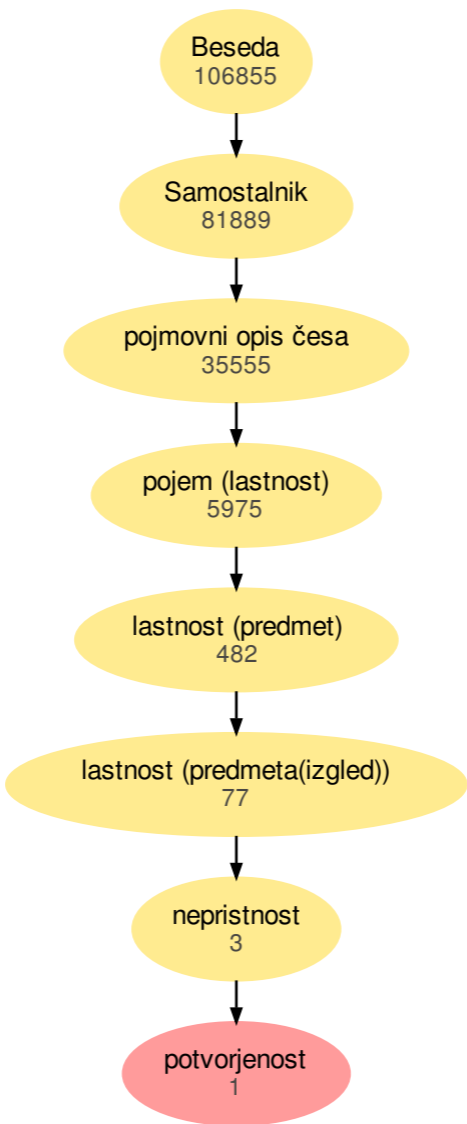 Beseda
106855
Samostalnik
81889
pojmovni opis česa
35555
pojem (lastnost)
5975
lastnost (predmet)
482
lastnost (predmeta(izgled))
77
nepristnost
3
potvorjenost
1